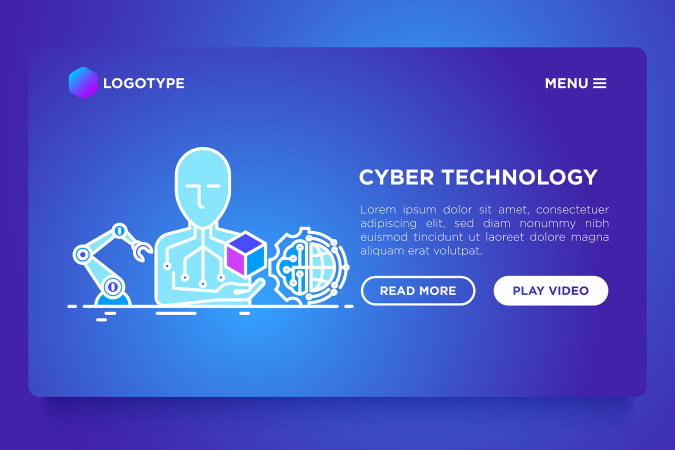 LOGOTYPE
MENU
CYBER TECHNOLOGY
Lorem ipsum dolor sit amet, consectetuer
adipiscing elit, sed diam nonummy nibh
euismod tincidunt ut laoreet dolore magna
aliquam erat volutpat.
READ MORE
PLAY VIDEO